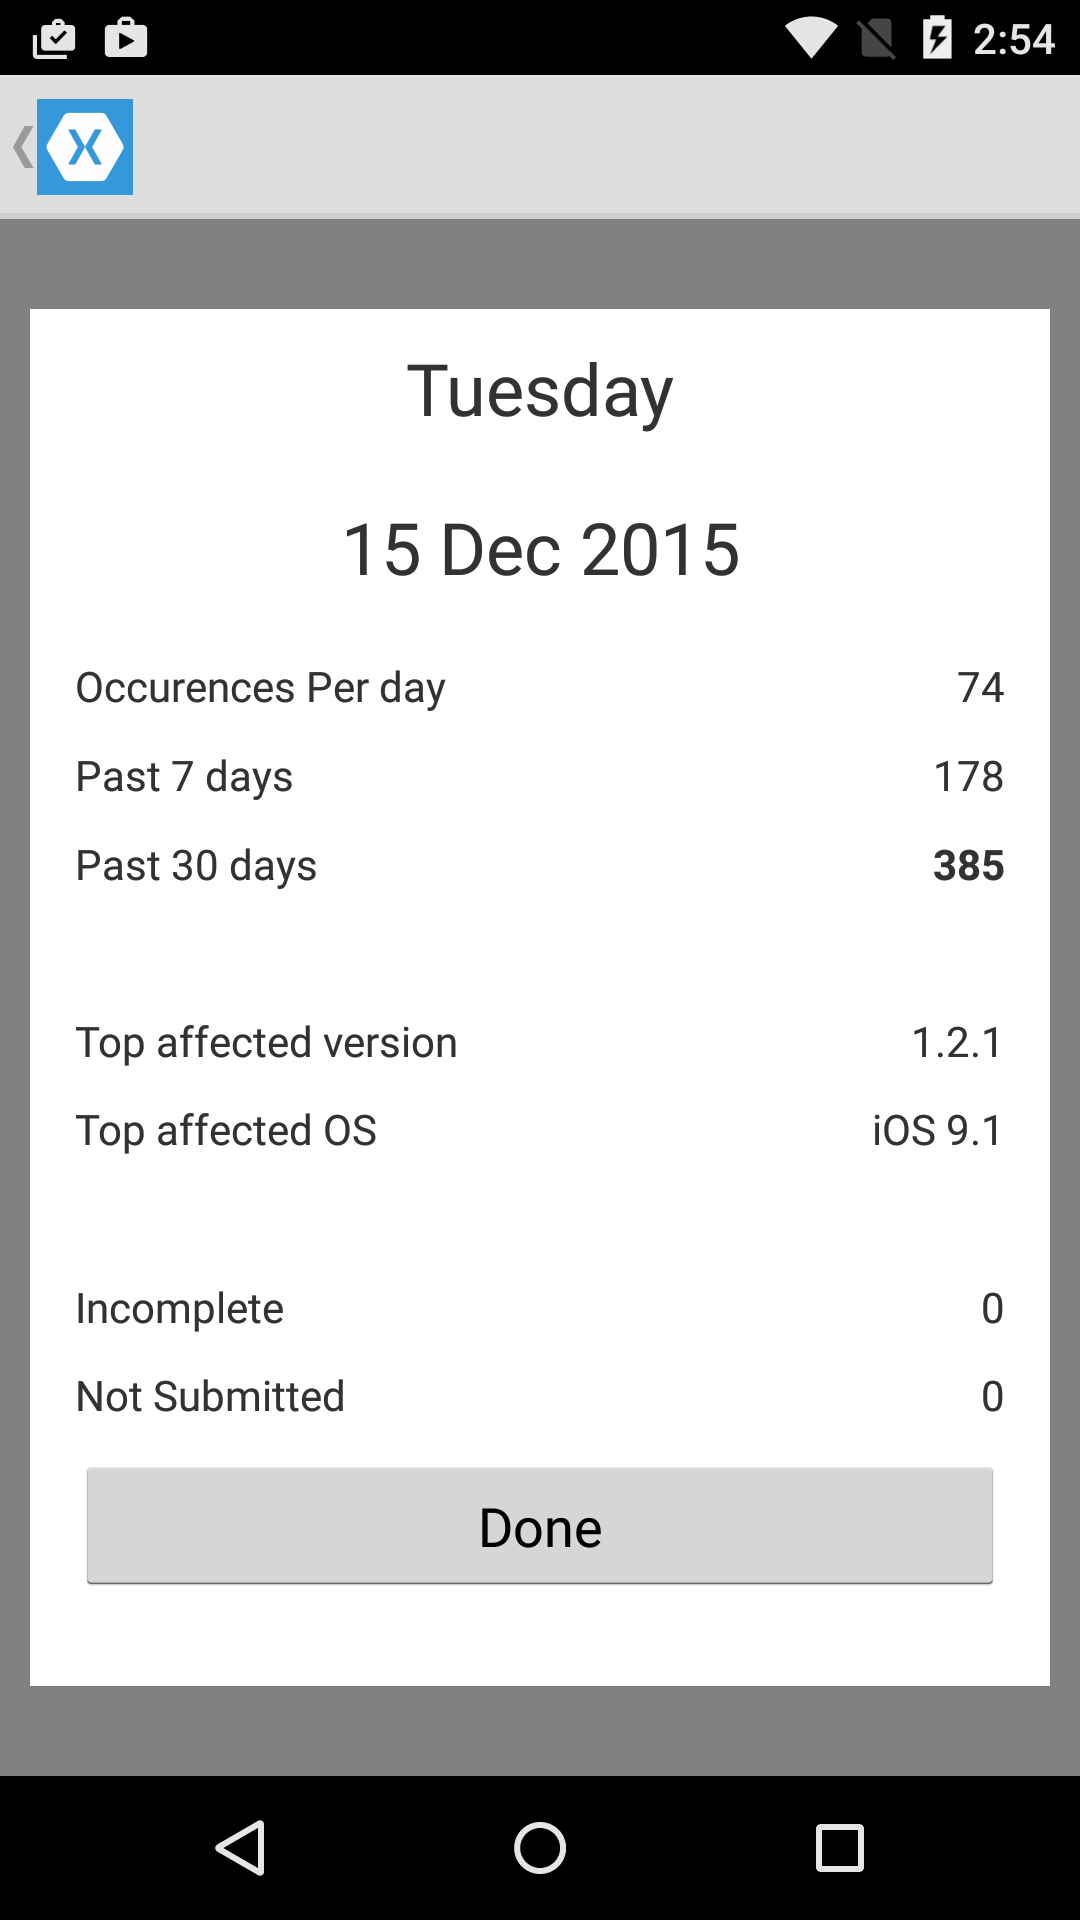 2:54
Tuesday
15 Dec 2015
Occurences Per day 74
Past 7 days 178
Past 30 days 385
Top affected version 1.2.1
Top affected OS iOS 9.1
Incomplete 0
Not Submitted 0
Done